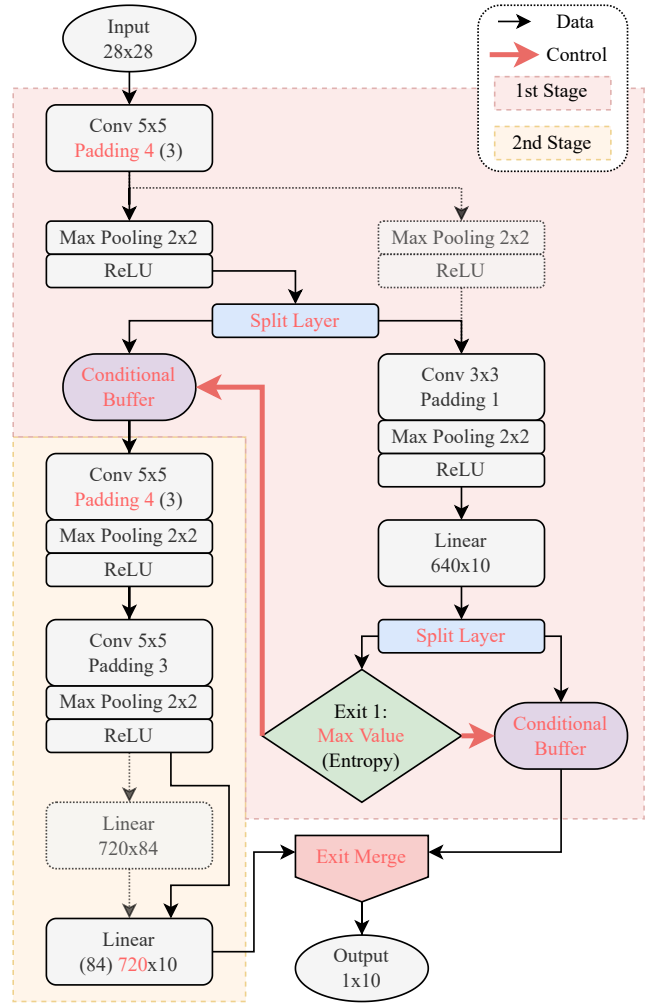 Input
28x28
Data
Control
1st Stage
2nd Stage
Conv 5x5
Padding 4 (3)
Max Pooling 2x2
ReLU
Max Pooling 2x2
ReLU
Split Layer
Conditional
Buffer
Conv 3x3
Padding 1
Max Pooling 2x2
ReLU
Linear
640x10
Split Layer
Exit 1:
Max Value
(Entropy)
Conditional
Buffer
Conv 5x5
Padding 4 (3)
Max Pooling 2x2
ReLU
Conv 5x5
Padding 3
Max Pooling 2x2
ReLU
Linear
720x84
Linear
(84) 720x10
Exit Merge
Output
1x10